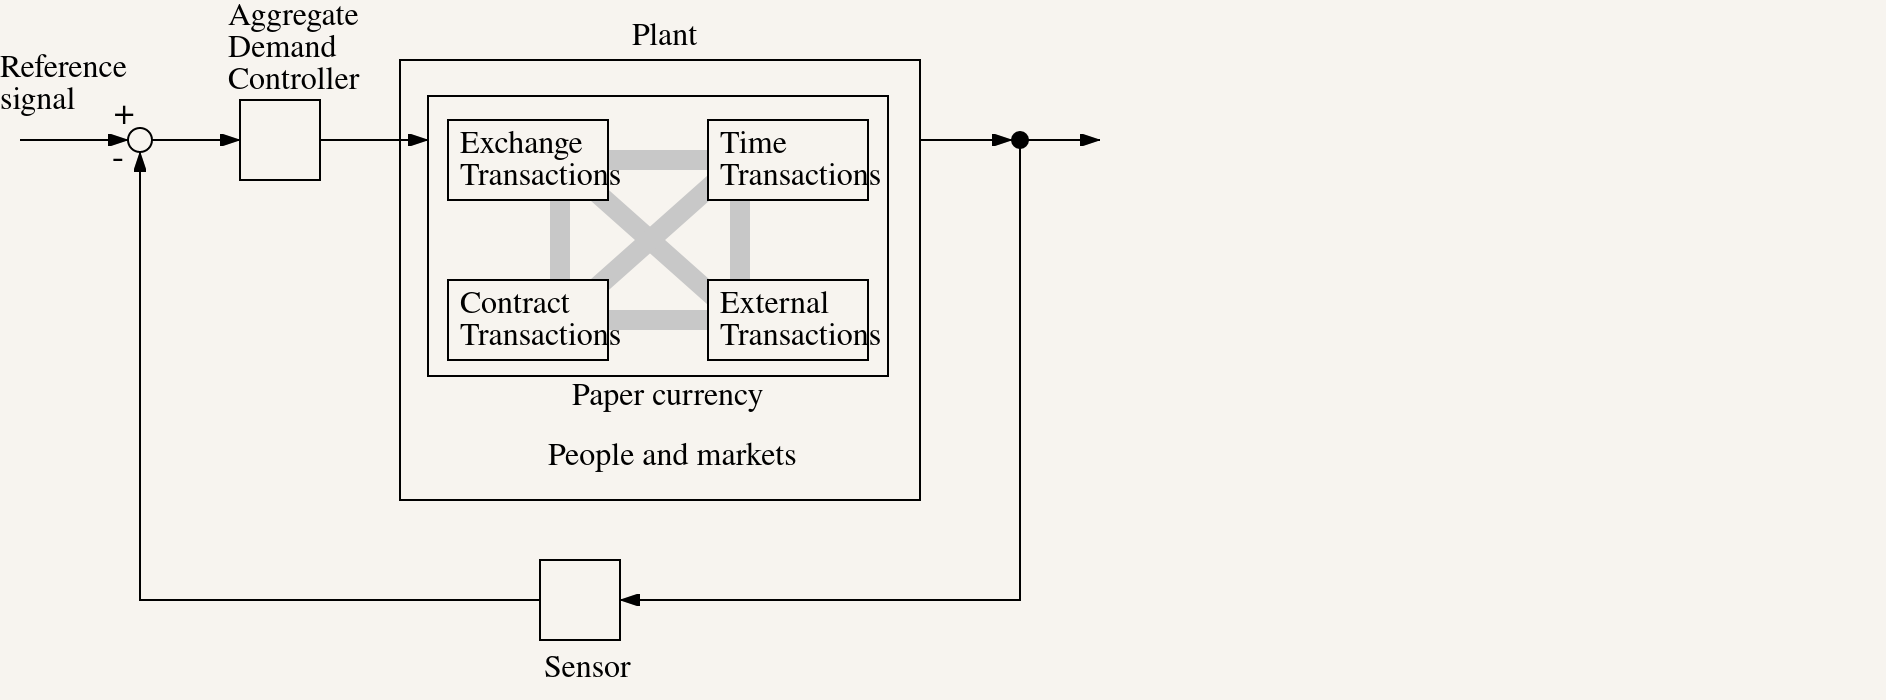 Aggregate
Demand
Controller
Plant
Reference
signal
+
-
Exchange
Transactions
Time
Transactions
Contract
Transactions
External
Transactions
Paper currency
People and markets
Sensor